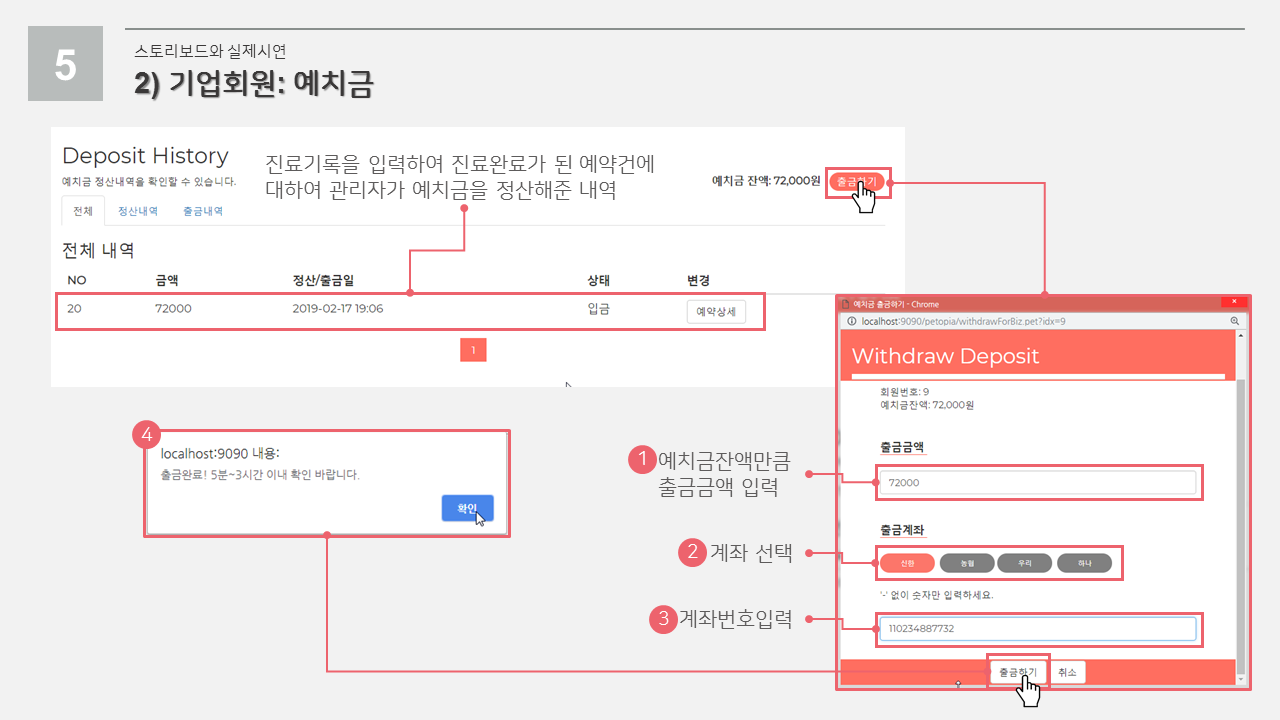 5
스토리보드와 실제시연
2) 기업회원: 예치금
Deposit History
예치금 정산내역을 확인할 수 있습니다.
진료기록을 입력하여 진료완료가 된 예약건에
대하여 관리자가 예치금을 정산해준 내역
예치금 잔액: 72,000원
출금하기
전체 정산내역 출금내역
전체 내역
NO 금액 정산/출금일 상태 변경
20 72000 2019-02-17 19:06 입금 예약상세
1
예치금 출금하기 - Chrome
localhost:9090/petopia/withdrawForBiz.pet?idx=9
Withdraw Deposit
회원번호: 9
예치금잔액: 72,000원
출금금액
72000
출금계좌
신한 농협 우리 하나
'-' 없이 숫자만 입력하세요.
110234887732
출금하기 취소
1 예치금잔액만큼
출금금액 입력
2 계좌 선택
3 계좌번호입력
4
localhost:9090 내용:
출금완료! 5분~3시간 이내 확인 바랍니다.
확인